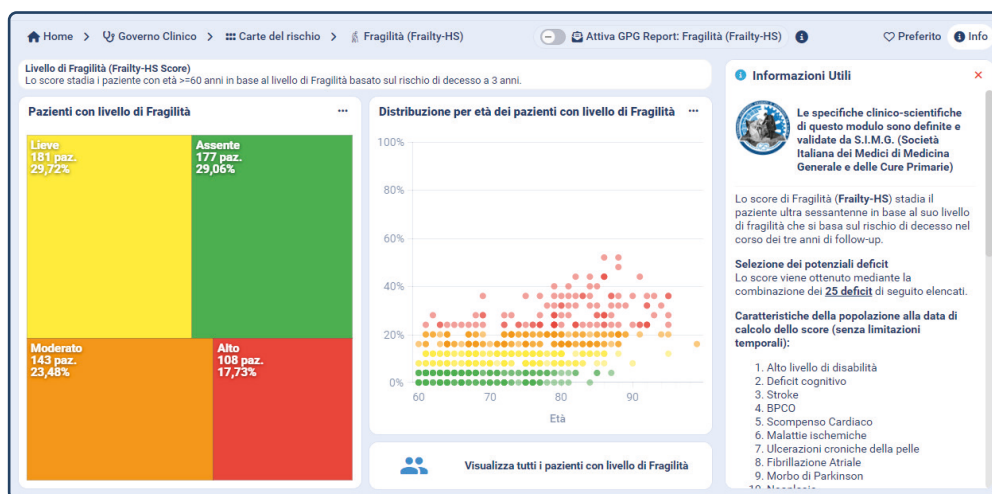 Home > Governo Clinico > Carte del rischio > Fragilità (Frailty-HS)
Attiva GPG Report: Fragilità (Frailty-HS)
Preferito
Info
Livello di Fragilità (Frailty-HS Score)
Lo score stadia i paziente con età >=60 anni in base al livello di Fragilità basato sul rischio di decesso a 3 anni.
Pazienti con livello di Fragilità
Lieve
181 paz.
29,72%
Assente
177 paz.
29,06%
Moderato
143 paz.
23,48%
Alto
108 paz.
17,73%
Distribuzione per età dei pazienti con livello di Fragilità
100%
80%
60%
40%
20%
0%
60 70 80 90
Età
Visualizza tutti i pazienti con livello di Fragilità
Informazioni Utili
Le specifiche clinico-scientifiche
di questo modulo sono definite e
validate da S.I.M.G. (Società
Italiana dei Medici di Medicina
Generale e delle Cure Primarie)
Lo score di Fragilità (Frailty-HS) stadia il
paziente ultra sessantenne in base al suo livello
di fragilità che si basa sul rischio di decesso nel
corso dei tre anni di follow-up.
Selezione dei potenziali deficit
Lo score viene ottenuto mediante la
combinazione dei 25 deficit di seguito elencati.
Caratteristiche della popolazione alla data di
calcolo dello score (senza limitazioni
temporali):
1. Alto livello di disabilità
2. Deficit cognitivo
3. Stroke
4. BPCO
5. Scompenso Cardiaco
6. Malattie ischemiche
7. Ulcerazioni croniche della pelle
8. Fibrillazione Atriale
9. Morbo di Parkinson